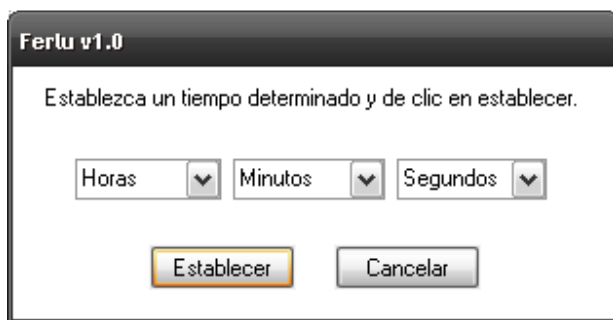 Ferlu v1.0
Establezca un tiempo determinado y de clic en establecer.
Horas Minutos Segundos
Establecer Cancelar